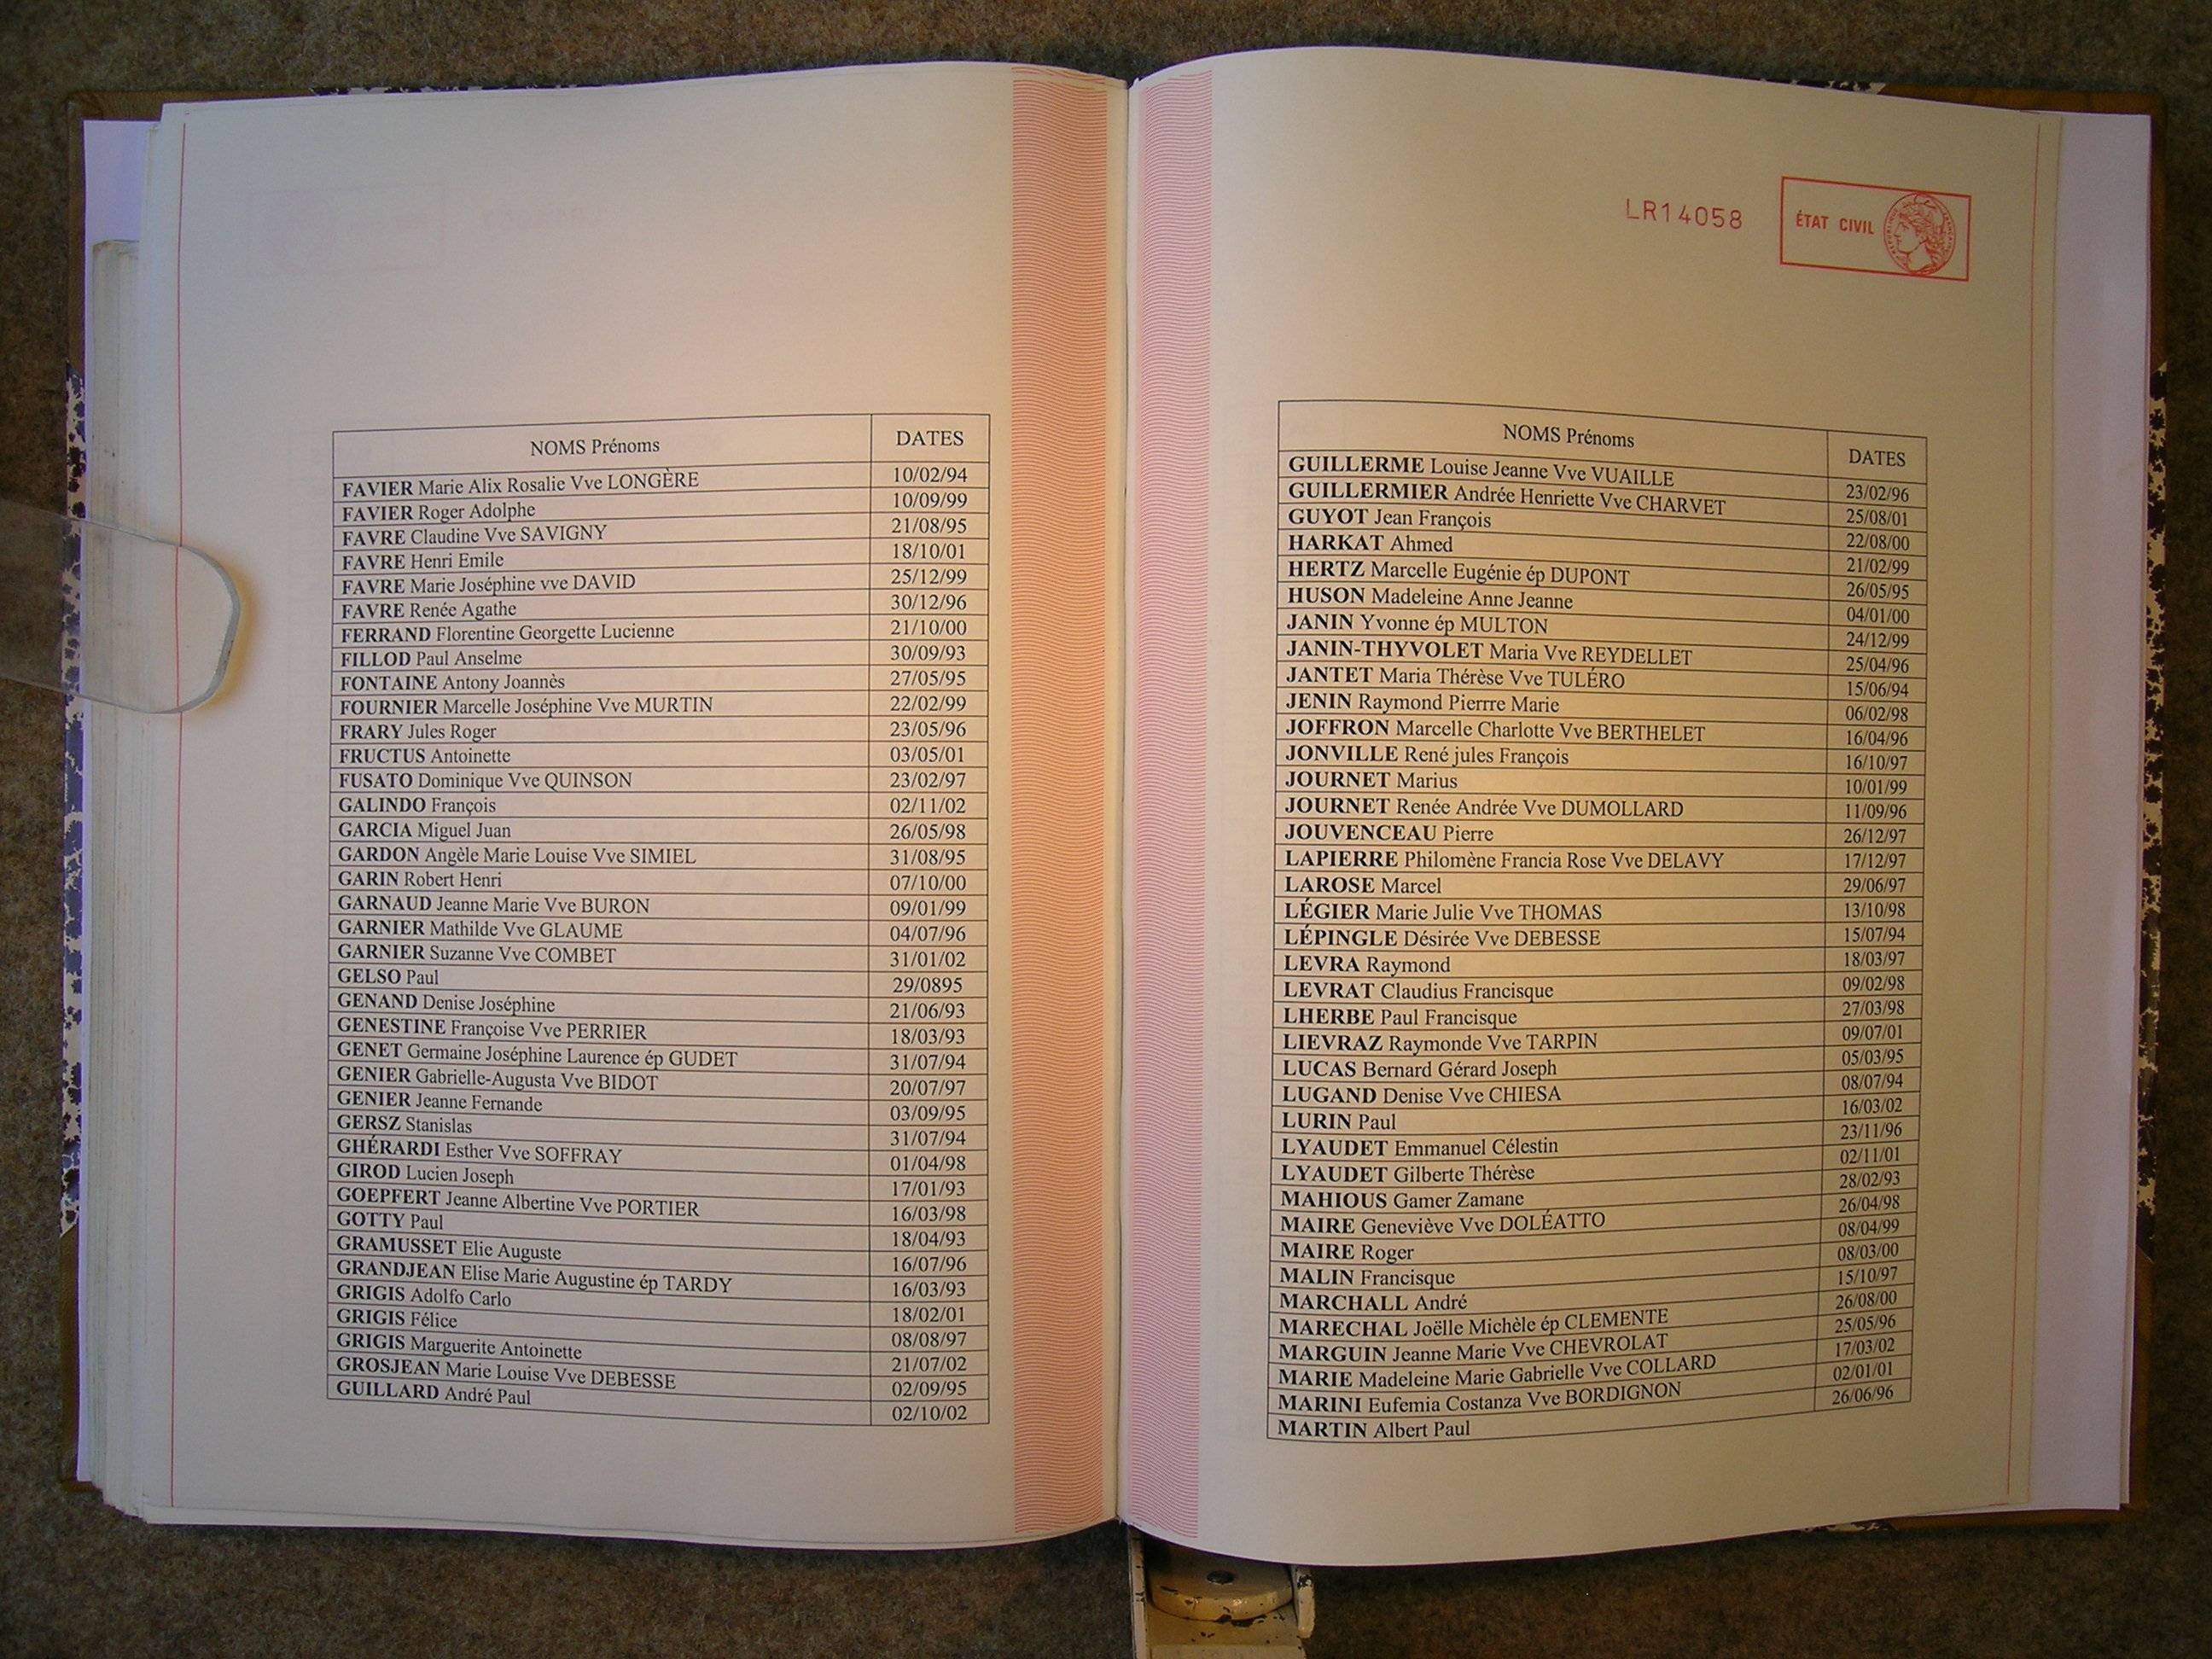 NOMS Prénoms DATES
FAVIER Marie Alix Rosalie Vve LONGÈRE 10/02/94
FAVIER Roger Adolphe 10/09/99
FAVRE Claudine Vve SAVIGNY 21/08/95
FAVRE Henri Emile 18/10/01
FAVRE Marie Joséphine vve DAVID 25/12/99
FAVRE Renée Agathe 30/12/96
FERRAND Florentine Georgette Lucienne 21/10/00
FILLOD Paul Anselme 30/09/93
FONTAINE Antony Joannès 27/05/95
FOURNIER Marcelle Joséphine Vve MURTIN 22/02/99
FRARY Jules Roger 23/05/96
FRUCTUS Antoinette 03/05/01
FUSATO Dominique Vve QUINSON 23/02/97
GALINDO François 02/11/02
GARCIA Miguel Juan 26/05/98
GARDON Angèle Marie Louise Vve SIMIEL 31/08/95
GARIN Robert Henri 07/10/00
GARNAUD Jeanne Marie Vve BURON 09/01/99
GARNIER Mathilde Vve GLAUME 04/07/96
GARNIER Suzanne Vve COMBET 31/01/02
GELSO Paul 29/0895
GENAND Denise Joséphine 21/06/93
GENESTINE Françoise Vve PERRIER 18/03/93
GENET Germaine Joséphine Laurence ép GUDET 31/07/94
GENIER Gabrielle-Augusta Vve BIDOT 20/07/97
GENIER Jeanne Fernande 03/09/95
GERSZ Stanislas 31/07/94
GHÉRARDI Esther Vve SOFFRAY 01/04/98
GIROD Lucien Joseph 17/01/93
GOEPFERT Jeanne Albertine Vve PORTIER 16/03/98
GOTTY Paul 18/04/93
GRAMUSSET Elie Auguste 16/07/96
GRANDJEAN Elise Marie Augustine ép TARDY 16/03/93
GRIGIS Adolfo Carlo 18/02/01
GRIGIS Félice 08/08/97
GRIGIS Marguerite Antoinette 21/07/02
GROSJEAN Marie Louise Vve DEBESSE 02/09/95
GUILLARD André Paul 02/10/02
LR14058 ÉTAT CIVIL
NOMS Prénoms DATES
GUILLERME Louise Jeanne Vve VUAILLE 23/02/96
GUILLERMIER Andrée Henriette Vve CHARVET 25/08/01
GUYOT Jean François 22/08/00
HARKAT Ahmed 21/02/99
HERTZ Marcelle Eugénie ép DUPONT 26/05/95
HUSON Madeleine Anne Jeanne 04/01/00
JANIN Yvonne ép MULTON 24/12/99
JANIN-THYVOLET Maria Vve REYDELLET 25/04/96
JANTET Maria Thérèse Vve TULÉRO 15/06/94
JENIN Raymond Pierrre Marie 06/02/98
JOFFRON Marcelle Charlotte Vve BERTHELET 16/04/96
JONVILLE René jules François 16/10/97
JOURNET Marius 10/01/99
JOURNET Renée Andrée Vve DUMOLLARD 11/09/96
JOUVENCEAU Pierre 26/12/97
LAPIERRE Philomène Francia Rose Vve DELAVY 17/12/97
LAROSE Marcel 29/06/97
LÉGIER Marie Julie Vve THOMAS 13/10/98
LÉPINGLE Désirée Vve DEBESSE 15/07/94
LEVRA Raymond 18/03/97
LEVRAT Claudius Francisque 09/02/98
LHERBE Paul Francisque 27/03/98
LIEVRAZ Raymonde Vve TARPIN 09/07/01
LUCAS Bernard Gérard Joseph 05/03/95
LUGAND Denise Vve CHIESA 08/07/94
LURIN Paul 16/03/02
LYAUDET Emmanuel Célestin 23/11/96
LYAUDET Gilberte Thérèse 02/11/01
MAHIOUS Gamer Zamane 28/02/93
MAIRE Geneviève Vve DOLÉATTO 26/04/98
MAIRE Roger 08/04/99
MALIN Francisque 08/03/00
MARCHALL André 15/10/97
MARECHAL Joëlle Michèle ép CLEMENTE 26/08/00
MARGUIN Jeanne Marie Vve CHEVROLAT 25/05/96
MARIE Madeleine Marie Gabrielle Vve COLLARD 17/03/02
MARINI Eufemia Costanza Vve BORDIGNON 02/01/01
MARTIN Albert Paul 26/06/96